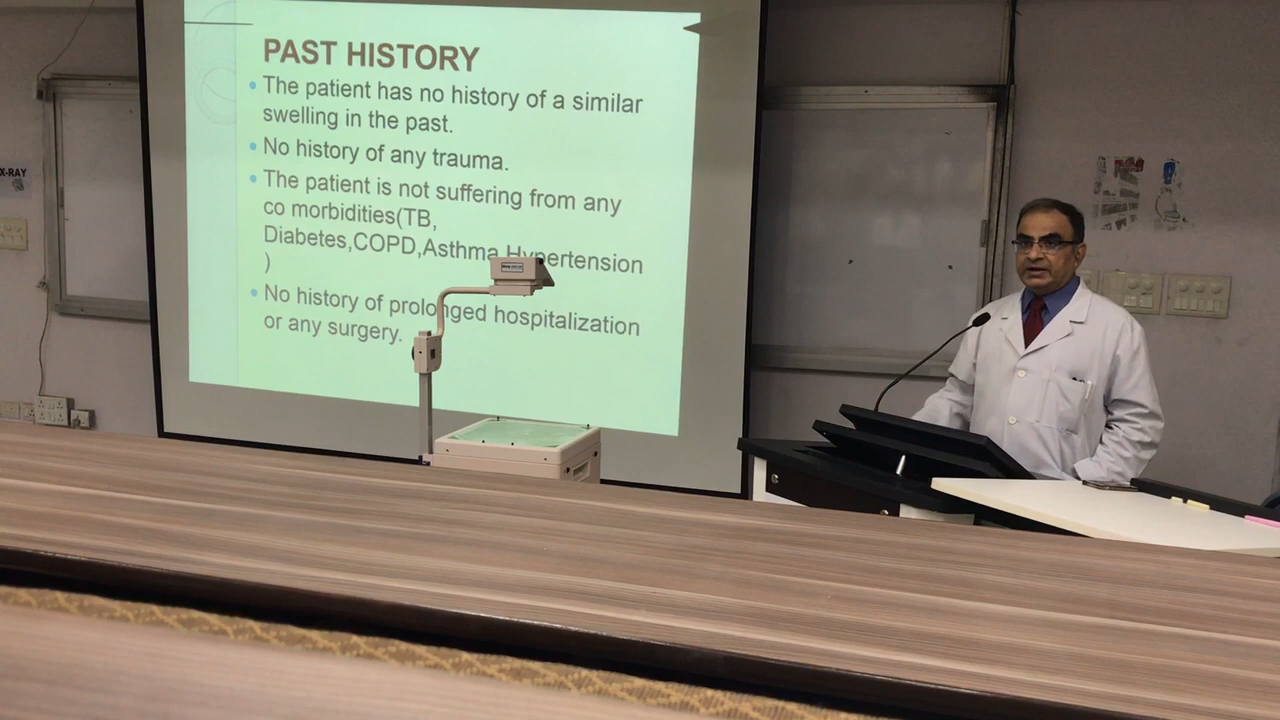 PAST HISTORY
The patient has no history of a similar
swelling in the past.
No history of any trauma.
The patient is not suffering from any
co morbidities(TB,
Diabetes,COPD,Asthma,Hypertension
)
No history of prolonged hospitalization
or any surgery.
X-RAY